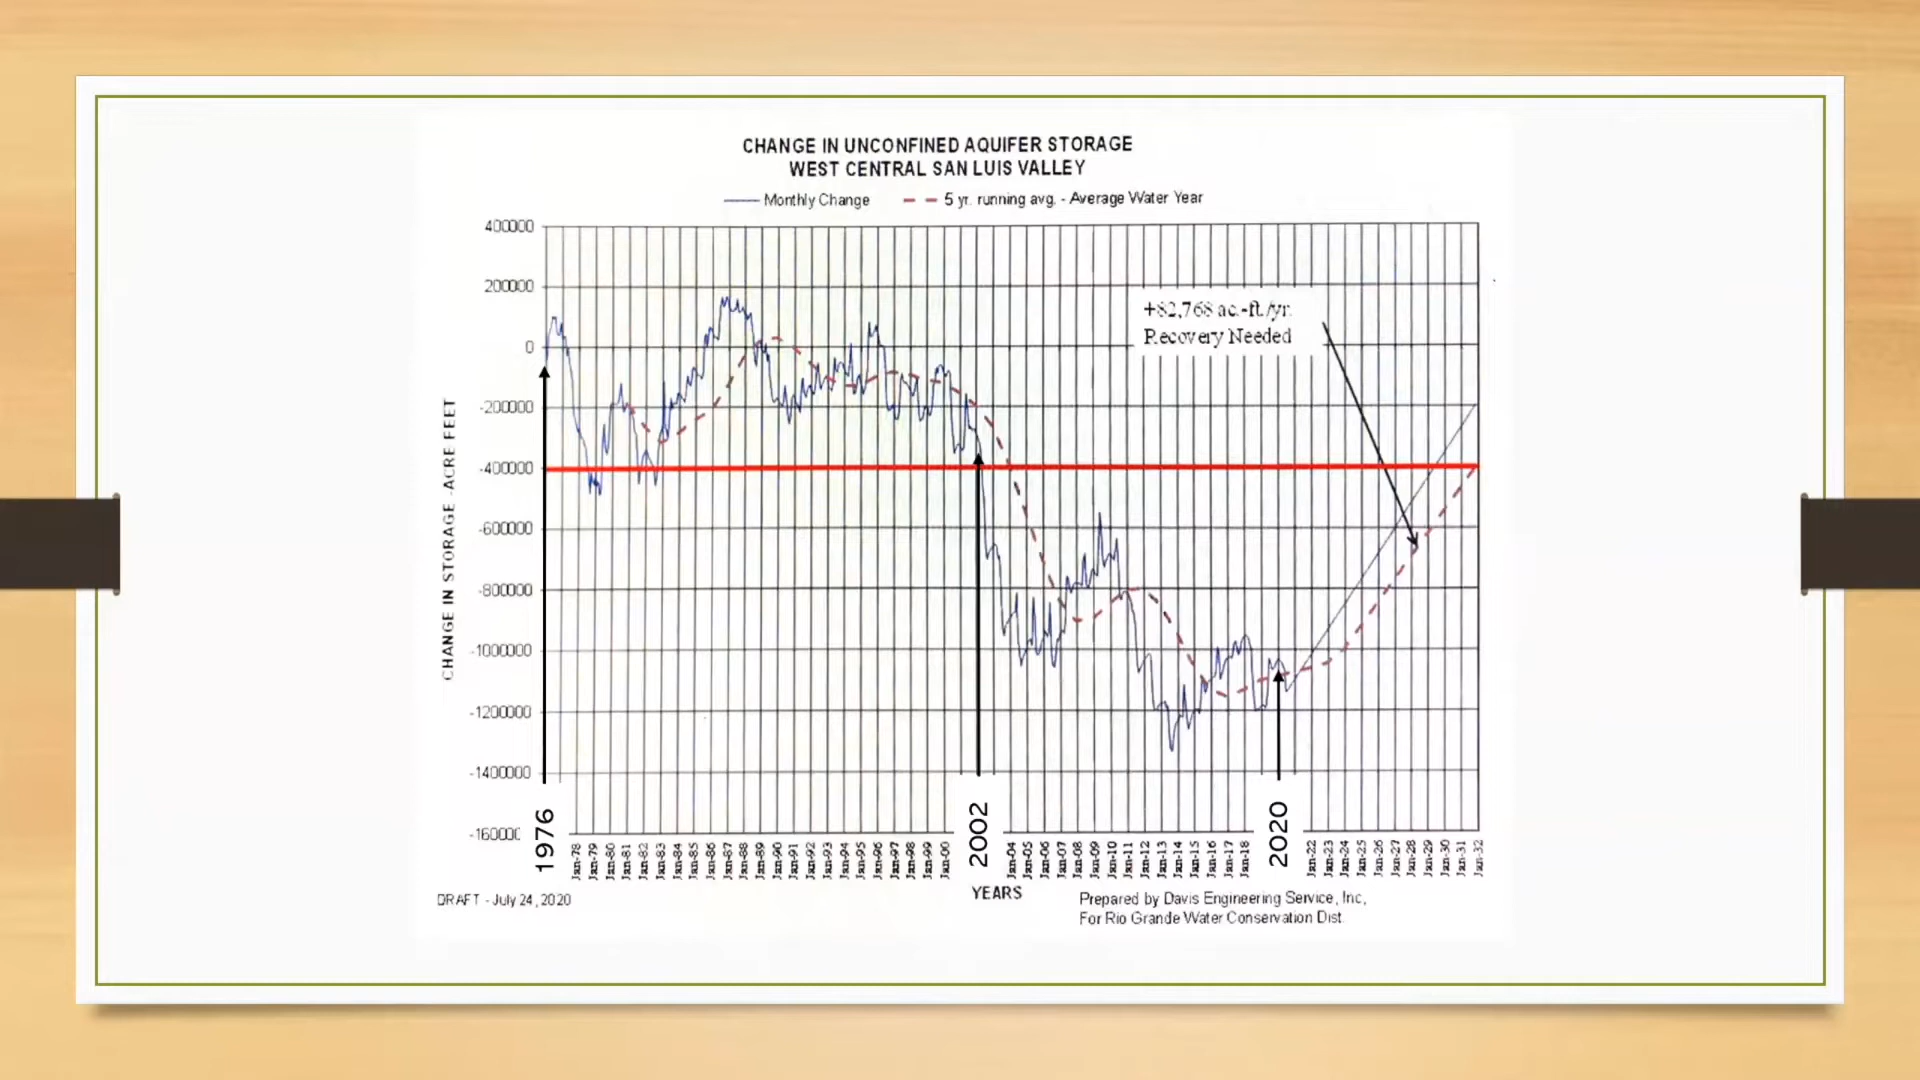 CHANGE IN UNCONFINED AQUIFER STORAGE
WEST CENTRAL SAN LUIS VALLEY
Monthly Change
5 yr. running avg. - Average Water Year
400000
200000
0
-200000
-400000
-600000
-800000
-1000000
-1200000
-1400000
-160000
CHANGE IN STORAGE - ACRE FEET
+82,768 ac.-ft./yr.
Recovery Needed
1976
Jan-78
Jan-79
Jan-80
Jan-81
Jan-82
Jan-83
Jan-84
Jan-85
Jan-86
Jan-87
Jan-88
Jan-89
Jan-90
Jan-91
Jan-92
Jan-93
Jan-94
Jan-95
Jan-96
Jan-97
Jan-98
Jan-99
Jan-00
2002
Jan-04
Jan-05
Jan-06
Jan-07
Jan-08
Jan-09
Jan-10
Jan-11
Jan-12
Jan-13
Jan-14
Jan-15
Jan-16
Jan-17
Jan-18
2020
Jan-22
Jan-23
Jan-24
Jan-25
Jan-26
Jan-27
Jan-28
Jan-29
Jan-30
Jan-31
Jan-32
YEARS
DRAFT - July 24, 2020
Prepared by Davis Engineering Service, Inc,
For Rio Grande Water Conservation Dist.